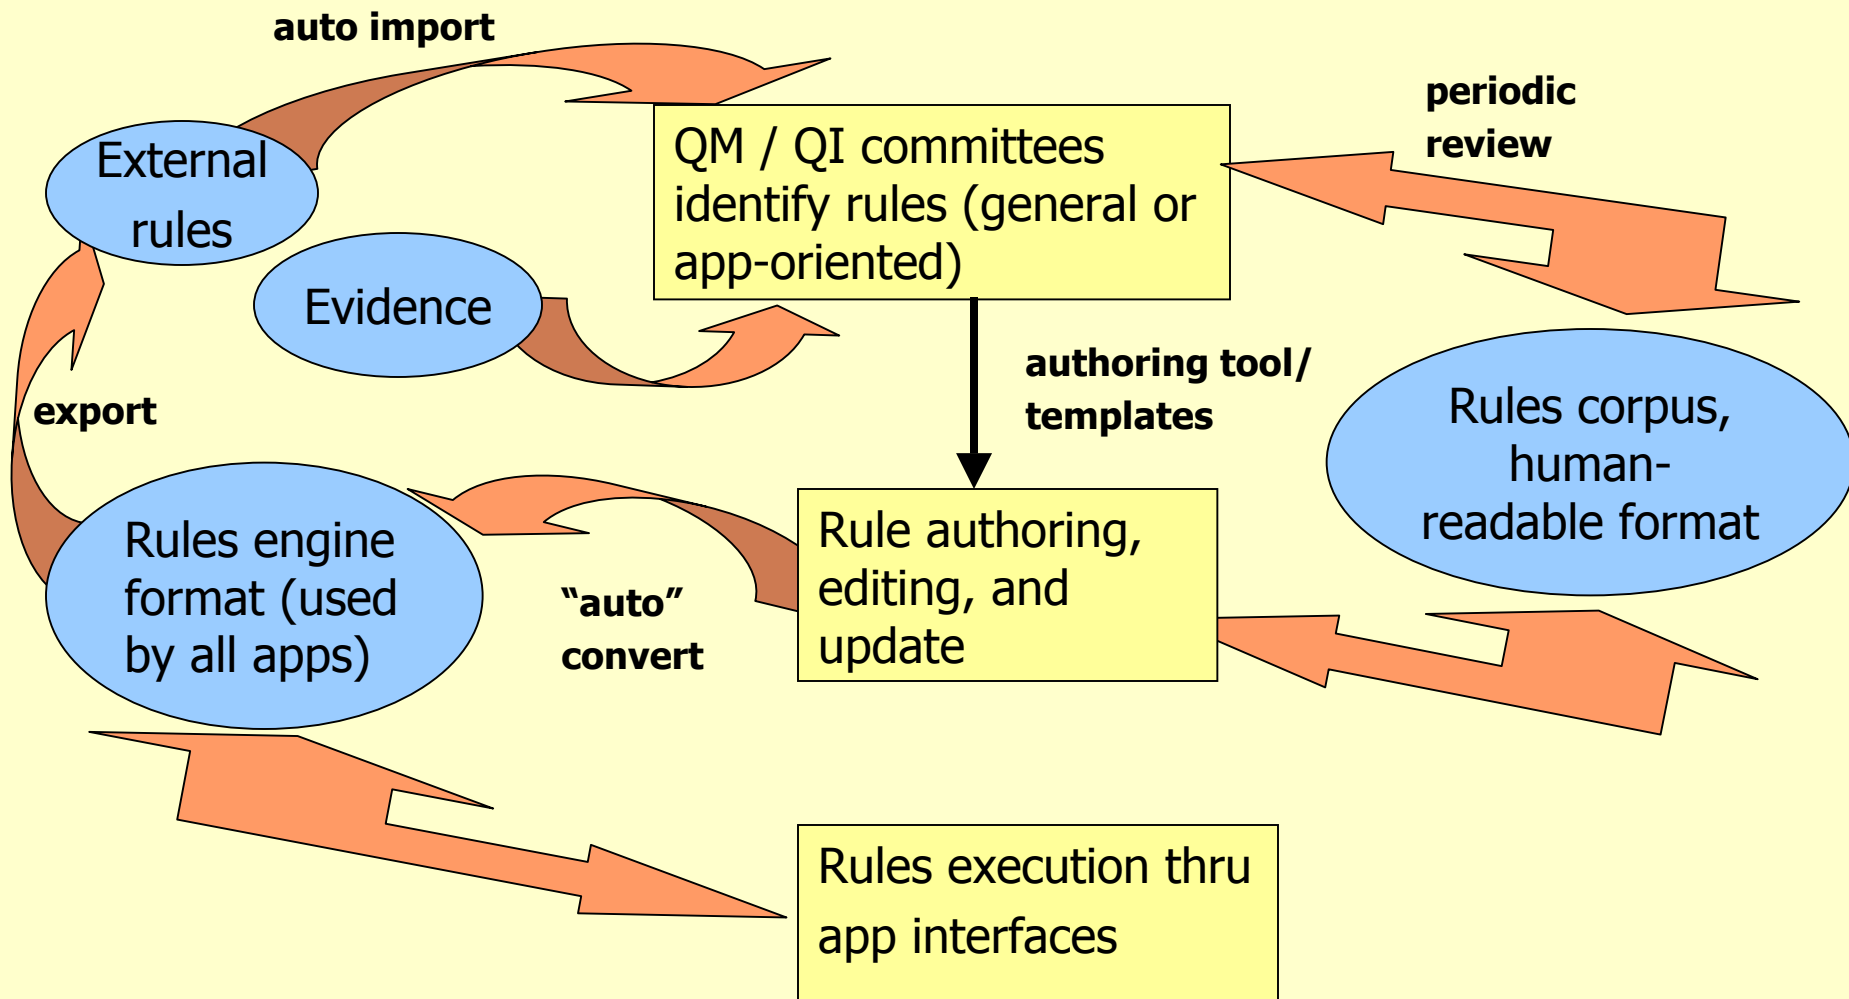 auto import
External
rules
QM / QI committees
identify rules (general or
app-oriented)
periodic
review
Evidence
export
authoring tool/
templates
Rules corpus,
human-
readable format
Rules engine
format (used
by all apps)
“auto”
convert
Rule authoring,
editing, and
update
Rules execution thru
app interfaces